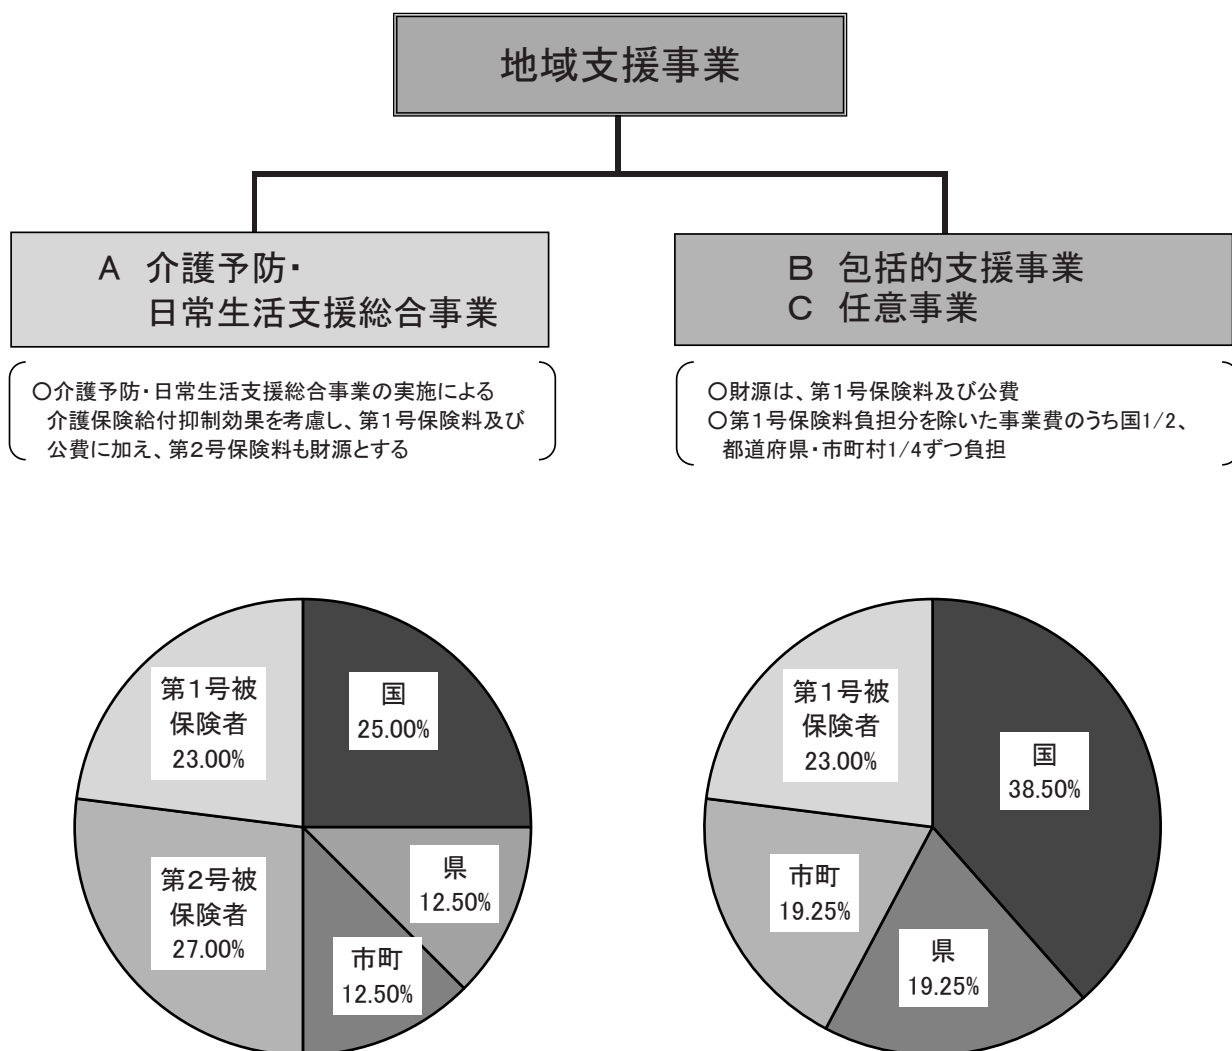 地域支援事業
A 介護予防・
日常生活支援総合事業
○介護予防・日常生活支援総合事業の実施による
介護保険給付抑制効果を考慮し、第1号保険料及び
公費に加え、第2号保険料も財源とする
B 包括的支援事業
C 任意事業
○財源は、第1号保険料及び公費
○第1号保険料負担分を除いた事業費のうち国1/2、
都道府県・市町村1/4ずつ負担
第1号被
保険者
23.00%
国
25.00%
県
12.50%
市町
12.50%
第2号被
保険者
27.00%
第1号被
保険者
23.00%
国
38.50%
県
19.25%
市町
19.25%